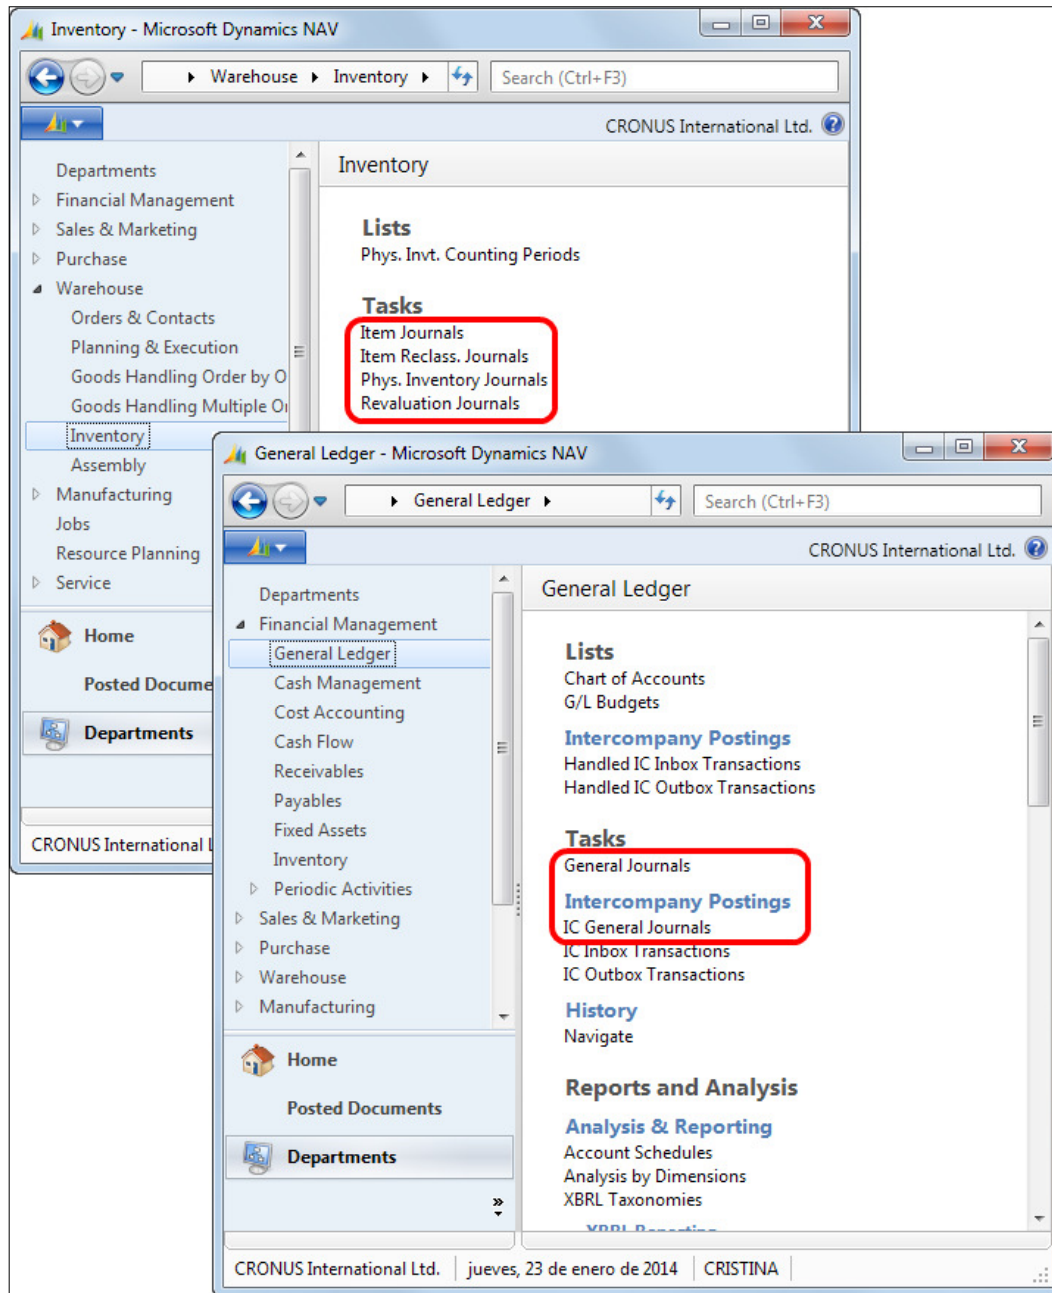 Inventory - Microsoft Dynamics NAV
Warehouse Inventory
Search (Ctrl+F3)
CRONUS International Ltd.
Departments
Financial Management
Sales & Marketing
Purchase
Warehouse
Orders & Contacts
Planning & Execution
Goods Handling Order by O
Goods Handling Multiple Or
Inventory
Assembly
Manufacturing
Jobs
Resource Planning
Service
Home
Posted Docume
Departments
CRONUS International L
Inventory
Lists
Phys. Invt. Counting Periods
Tasks
Item Journals
Item Reclass. Journals
Phys. Inventory Journals
Revaluation Journals
General Ledger - Microsoft Dynamics NAV
General Ledger
Search (Ctrl+F3)
CRONUS International Ltd.
Departments
Financial Management
General Ledger
Cash Management
Cost Accounting
Cash Flow
Receivables
Payables
Fixed Assets
Inventory
Periodic Activities
Sales & Marketing
Purchase
Warehouse
Manufacturing
Home
Posted Documents
Departments
General Ledger
Lists
Chart of Accounts
G/L Budgets
Intercompany Postings
Handled IC Inbox Transactions
Handled IC Outbox Transactions
Tasks
General Journals
Intercompany Postings
IC General Journals
IC Inbox Transactions
IC Outbox Transactions
History
Navigate
Reports and Analysis
Analysis & Reporting
Account Schedules
Analysis by Dimensions
XBRL Taxonomies
XBRL Reporting
CRONUS International Ltd. jueves, 23 de enero de 2014 CRISTINA